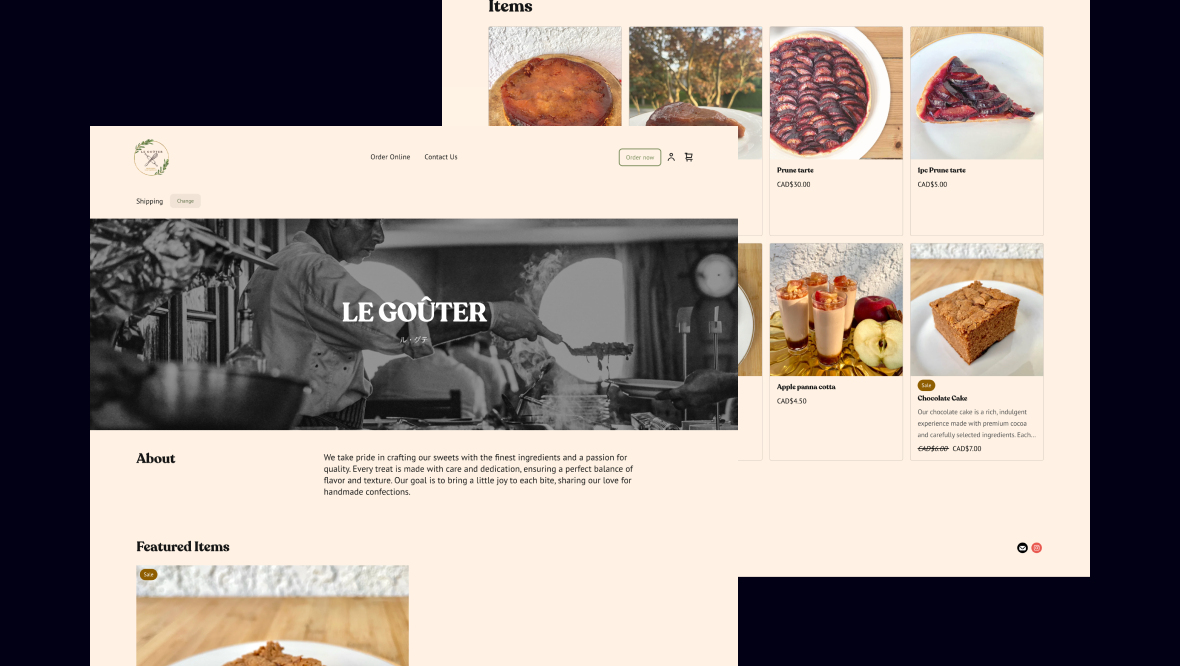 Items
Prune tarte
CAD$30.00
1pc Prune tarte
CAD$5.00
LE GOÛTER
Order Online
Contact Us
Order now
Shipping
Change
LE GOÛTER
ル・グテ
Apple panna cotta
CAD$4.50
Sale
Chocolate Cake
Our chocolate cake is a rich, indulgent
experience made with premium cocoa
and carefully selected ingredients. Each...
CAD$6.00 CAD$7.00
About
We take pride in crafting our sweets with the finest ingredients and a passion for
quality. Every treat is made with care and dedication, ensuring a perfect balance of
flavor and texture. Our goal is to bring a little joy to each bite, sharing our love for
handmade confections.
Featured Items
Sale